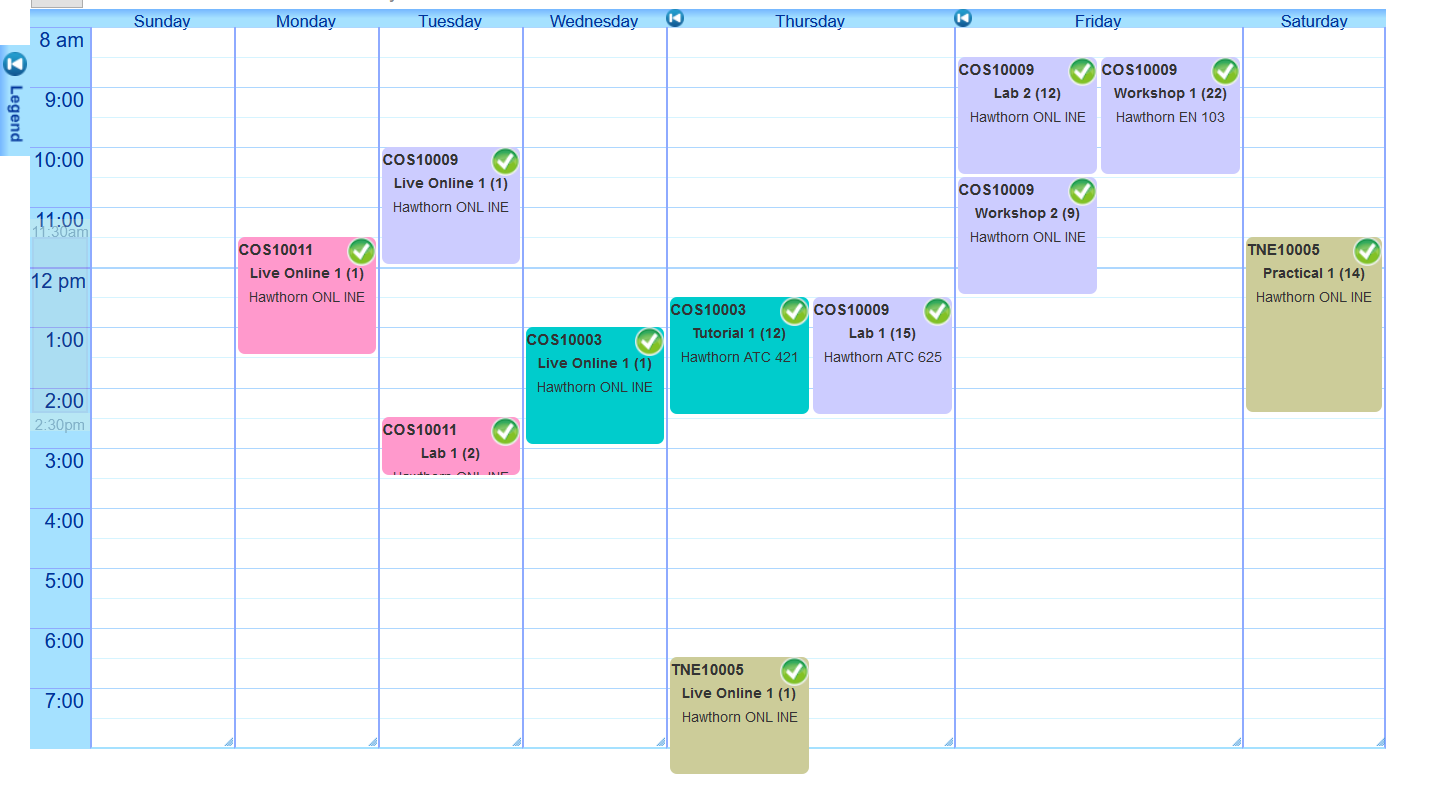 Sunday Monday Tuesday Wednesday Thursday Friday Saturday
8 am
9:00
10:00
11:00
11:30am
12 pm
1:00
2:00
2:30pm
3:00
4:00
5:00
6:00
7:00
Legend
COS10011
Live Online 1 (1)
Hawthorn ONL INE
COS10009
Live Online 1 (1)
Hawthorn ONL INE
COS10011
Lab 1 (2)
Hawthorn ONL INE
COS10003
Live Online 1 (1)
Hawthorn ONL INE
COS10003
Tutorial 1 (12)
Hawthorn ATC 421
COS10009
Lab 1 (15)
Hawthorn ATC 625
TNE10005
Live Online 1 (1)
Hawthorn ONL INE
COS10009
Lab 2 (12)
Hawthorn ONL INE
COS10009
Workshop 1 (22)
Hawthorn EN 103
COS10009
Workshop 2 (9)
Hawthorn ONL INE
TNE10005
Practical 1 (14)
Hawthorn ONL INE